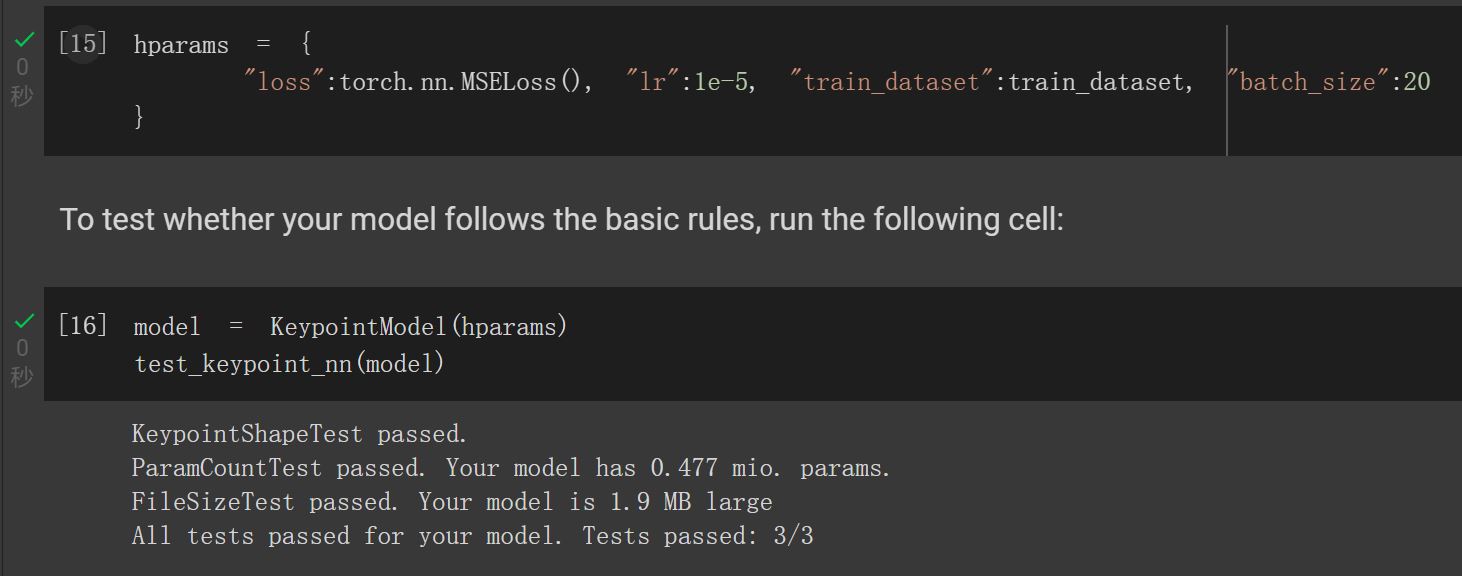 [15] hparams = {
"loss":torch.nn.MSELoss(), "lr":1e-5, "train_dataset":train_dataset, "batch_size":20
0
秒
}
To test whether your model follows the basic rules, run the following cell:
[16] model = KeypointModel(hparams)
0
test_keypoint_nn(model)
秒
KeypointShapeTest passed.
ParamCountTest passed. Your model has 0.477 mio. params.
FileSizeTest passed. Your model is 1.9 MB large
All tests passed for your model. Tests passed: 3/3